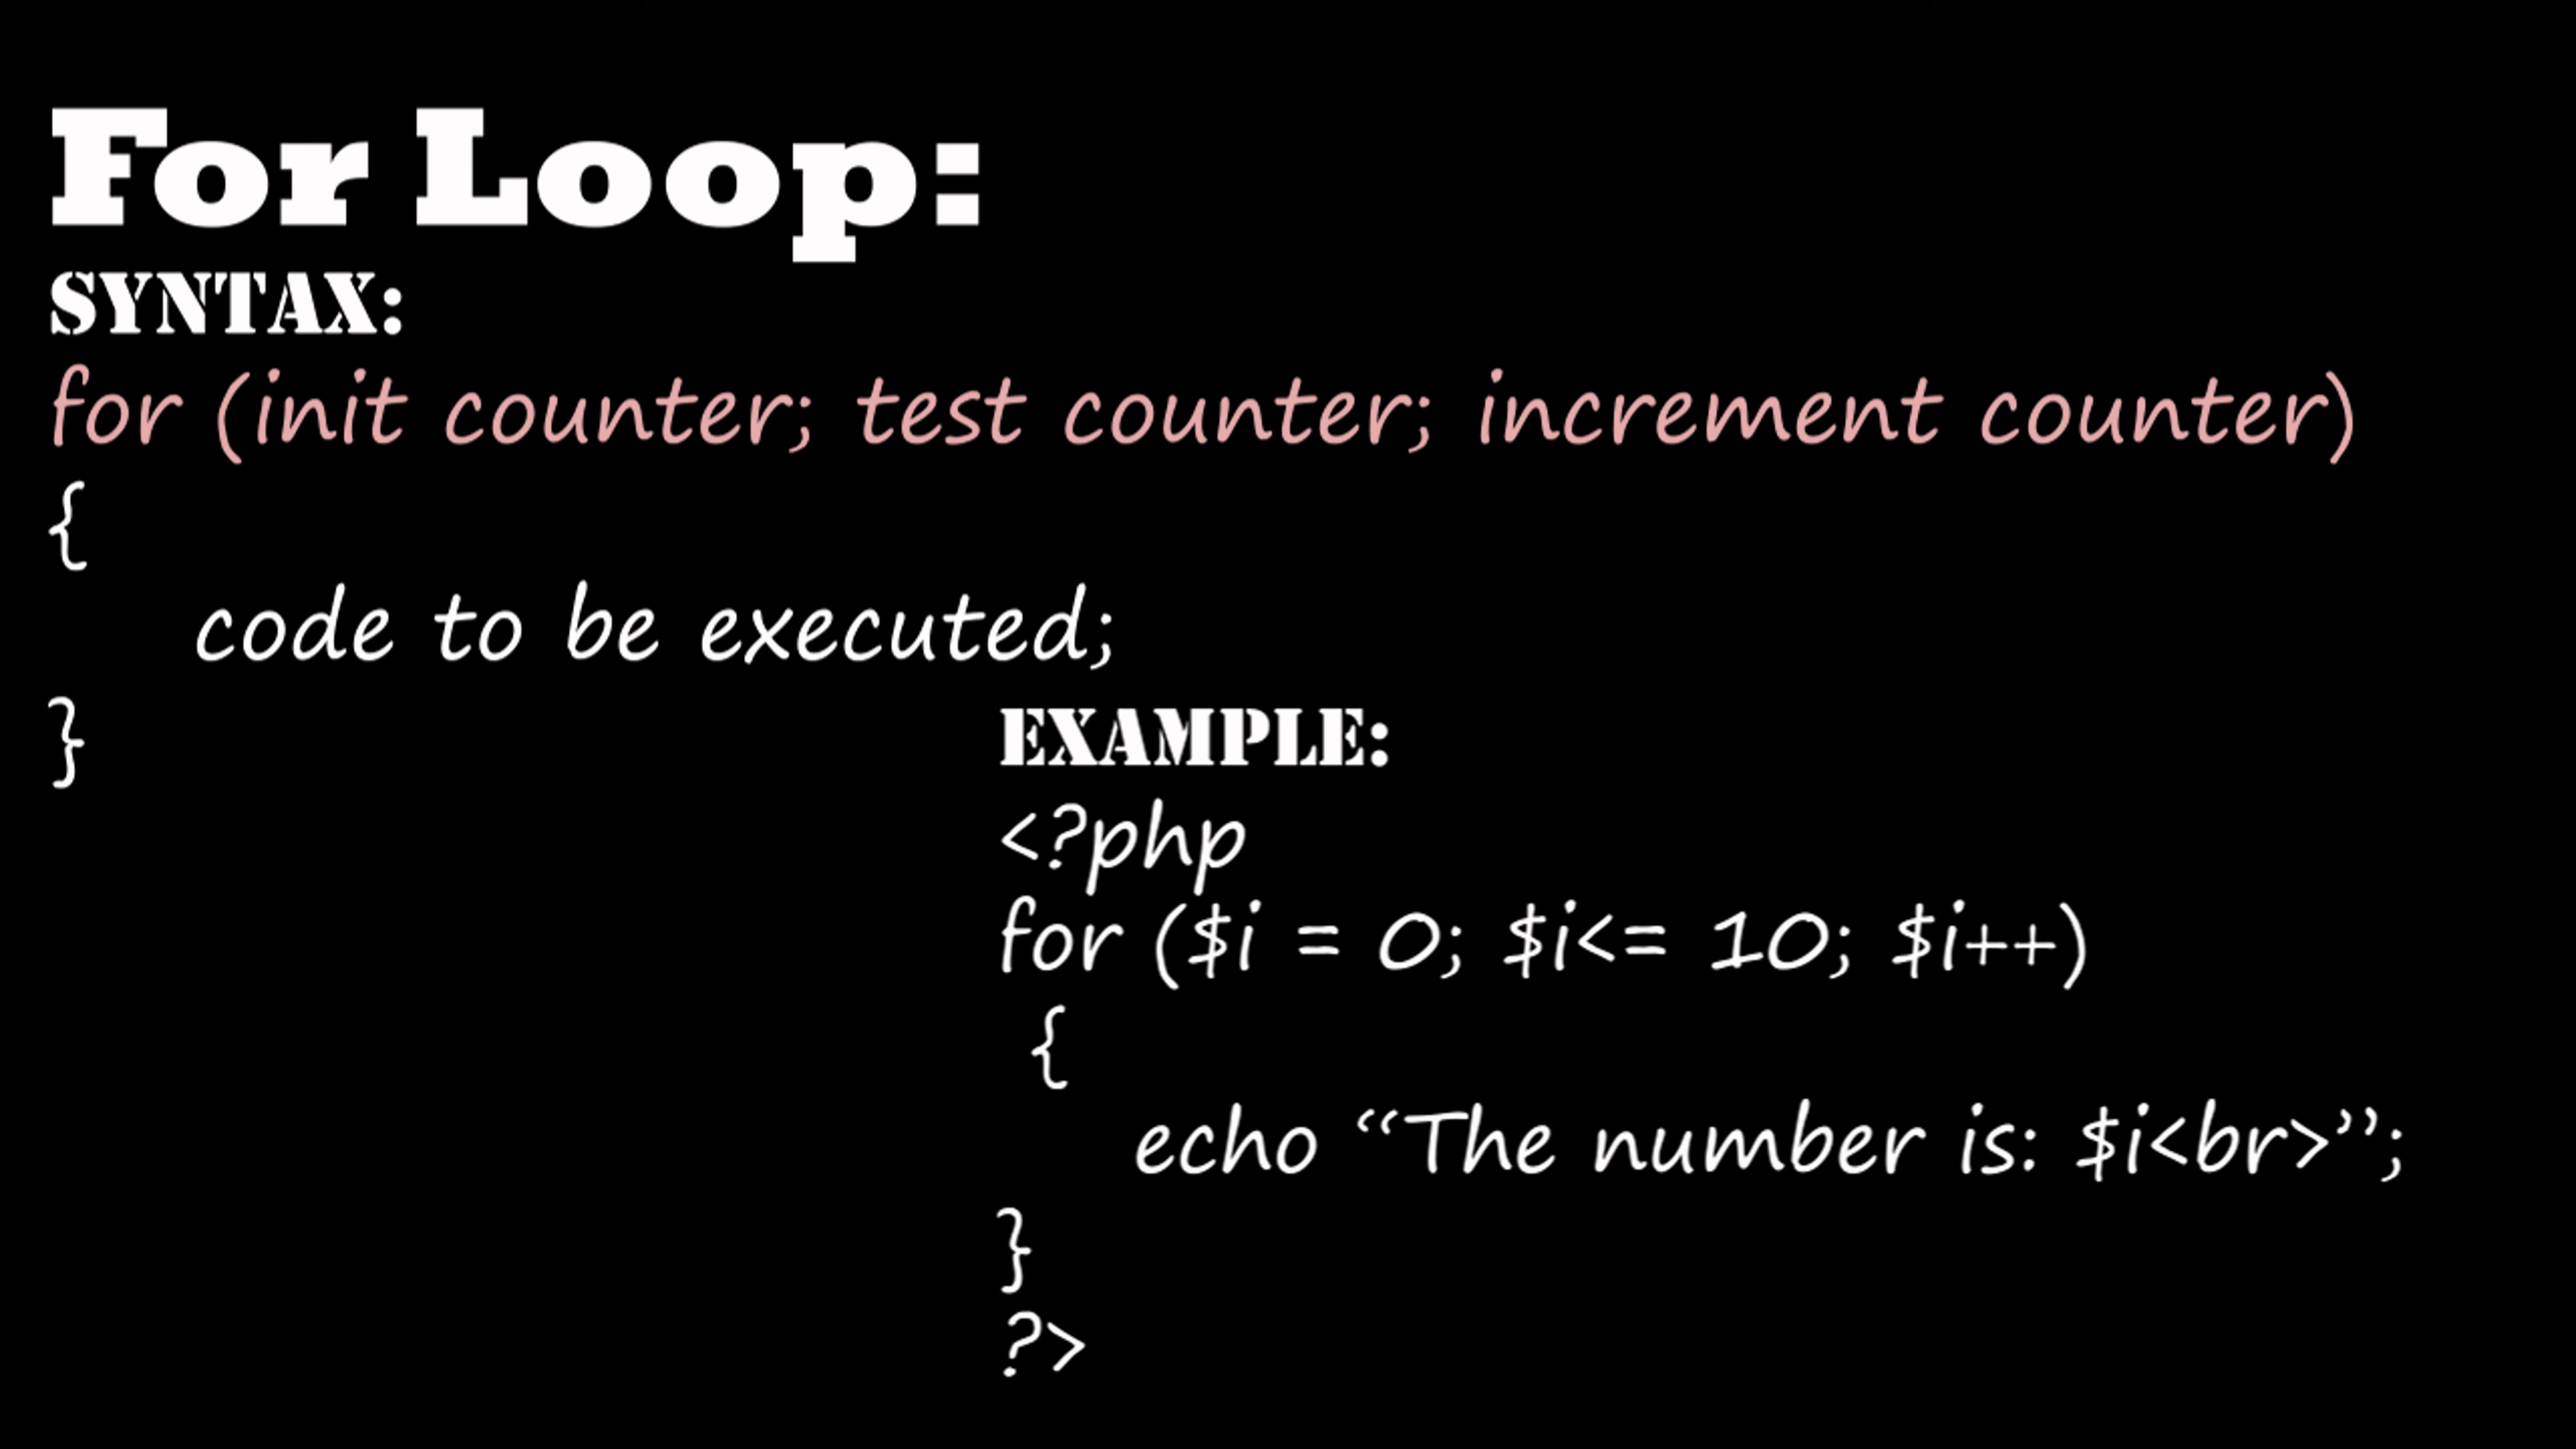 For Loop:
SYNTAX:
for (init counter; test counter; increment counter)
{
code to be executed;
}
EXAMPLE:
<?php
for ($i = 0; $i<= 10; $i++)
{
echo “The number is: $i<br>”;
}
?>